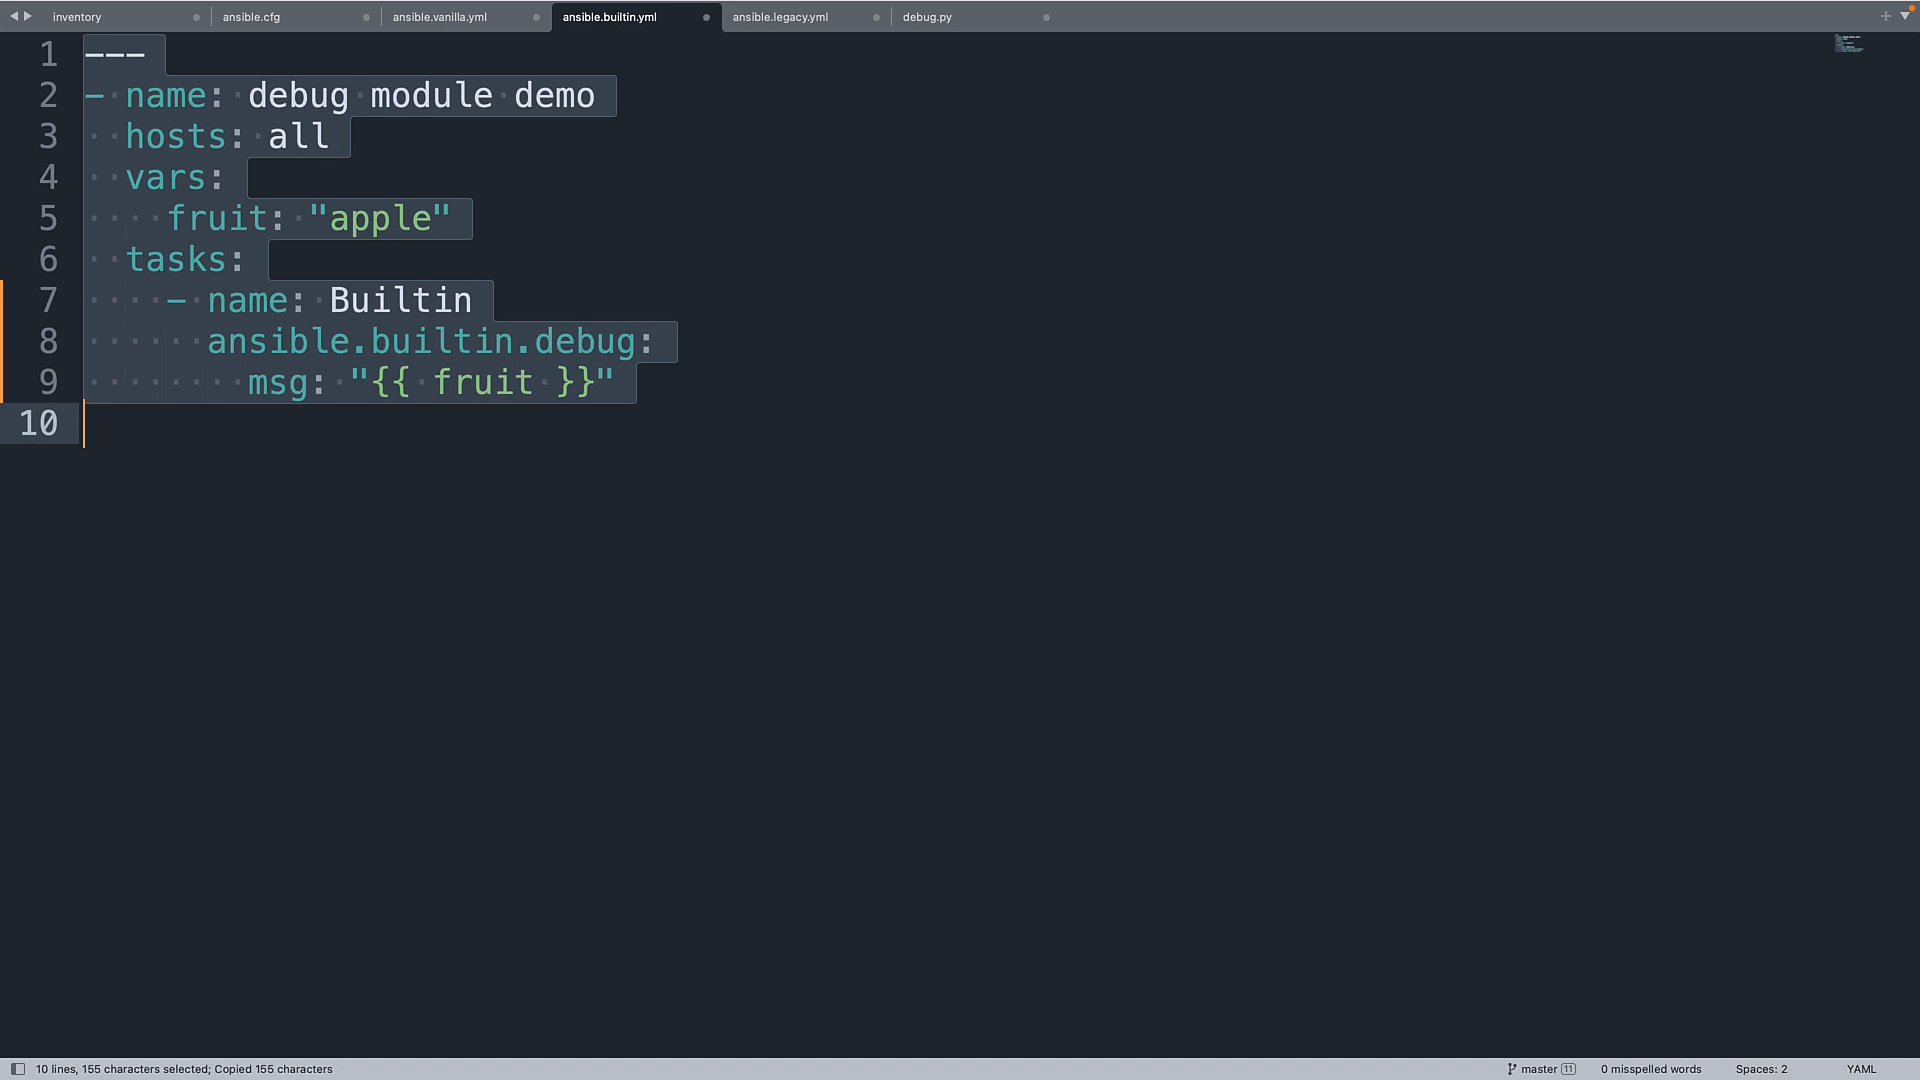 inventory ansible.cfg ansible.vanilla.yml ansible.builtin.yml ansible.legacy.yml debug.py
1 ---
2 - name: debug module demo
3   hosts: all
4   vars:
5     fruit: "apple"
6   tasks:
7     - name: Builtin
8       ansible.builtin.debug:
9         msg: "{{ fruit }}"
10
10 lines, 155 characters selected; Copied 155 characters master 11 0 misspelled words Spaces: 2 YAML